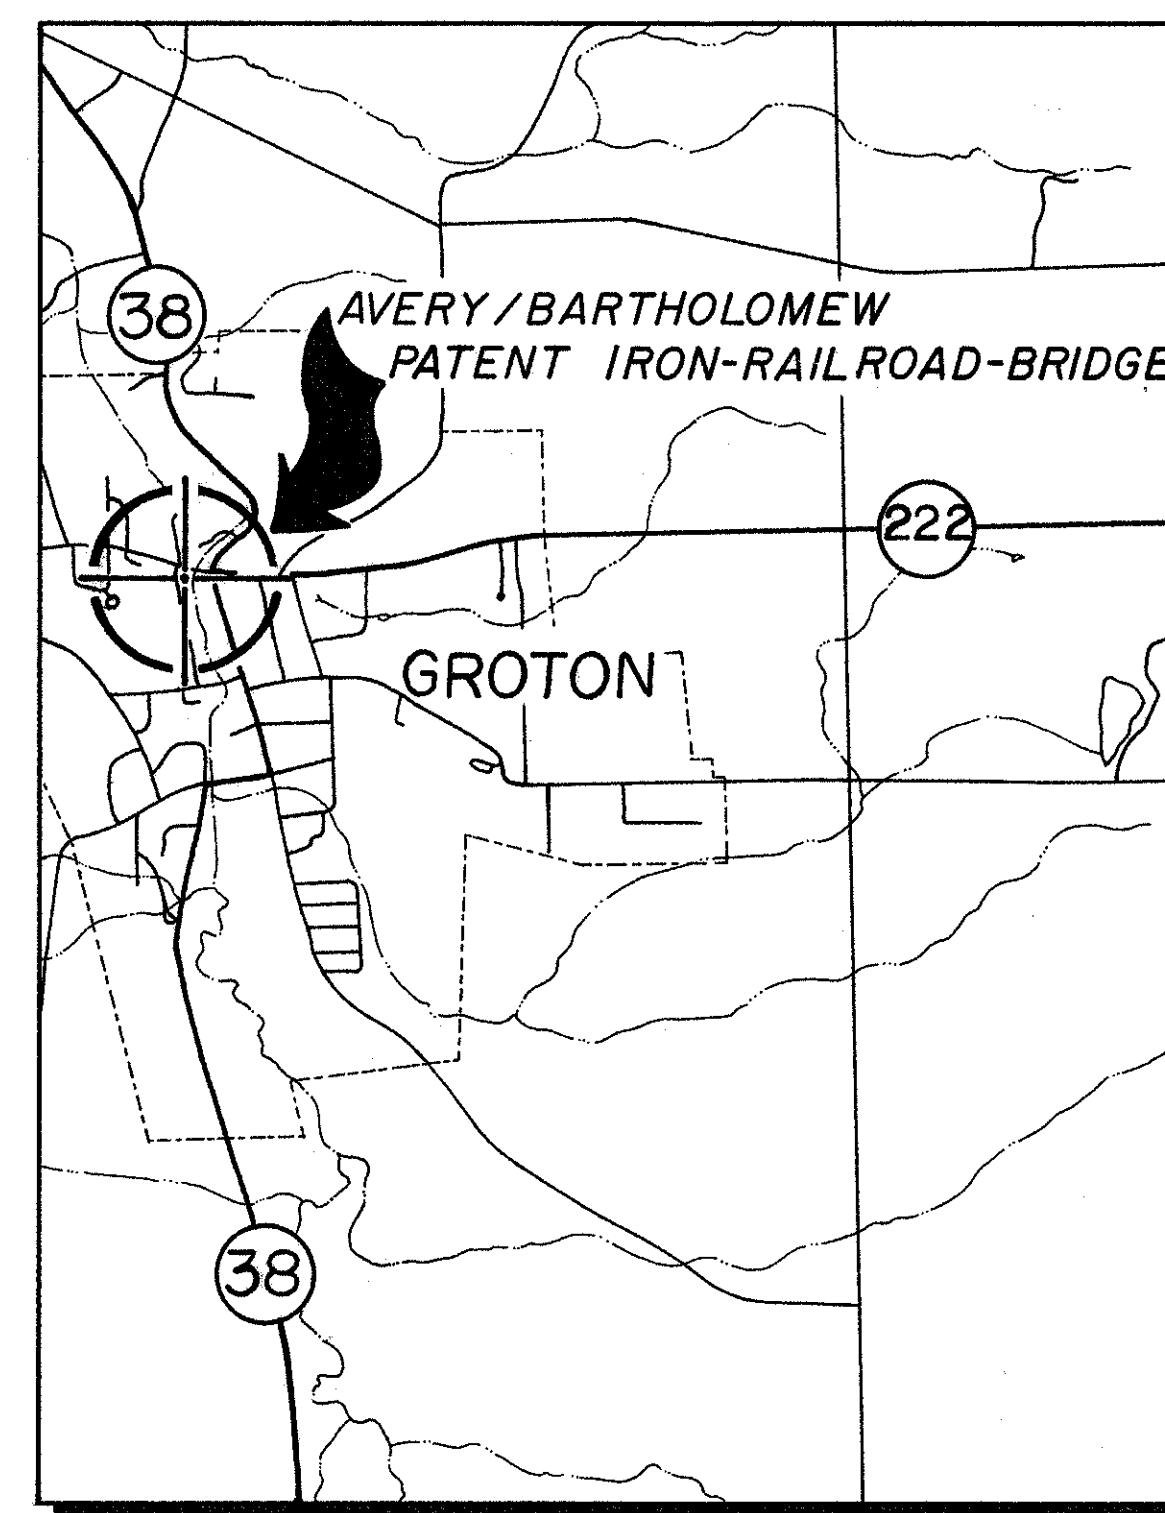 38
AVERY/BARTHOLOMEW
PATENT IRON-RAILROAD-BRIDGE
222
GROTON
38